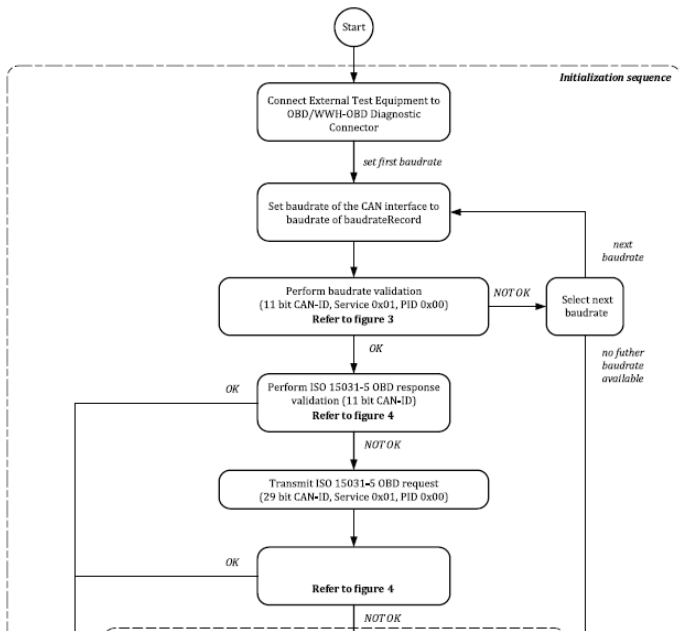 Start
Initialization sequence
Connect External Test Equipment to
OBD/WWH-OBD Diagnostic
Connector
set first baudrate
Set baudrate of the CAN interface to
baudrate of baudrateRecord
next
baudrate
Perform baudrate validation
(11 bit CAN-ID, Service 0x01, PID 0x00)
Refer to figure 3
NOT OK
Select next
baudrate
OK
no futher
baudrate
available
OK
Perform ISO 15031-5 OBD response
validation (11 bit CAN-ID)
Refer to figure 4
NOT OK
Transmit ISO 15031-5 OBD request
(29 bit CAN-ID, Service 0x01, PID 0x00)
OK
Refer to figure 4
NOT OK